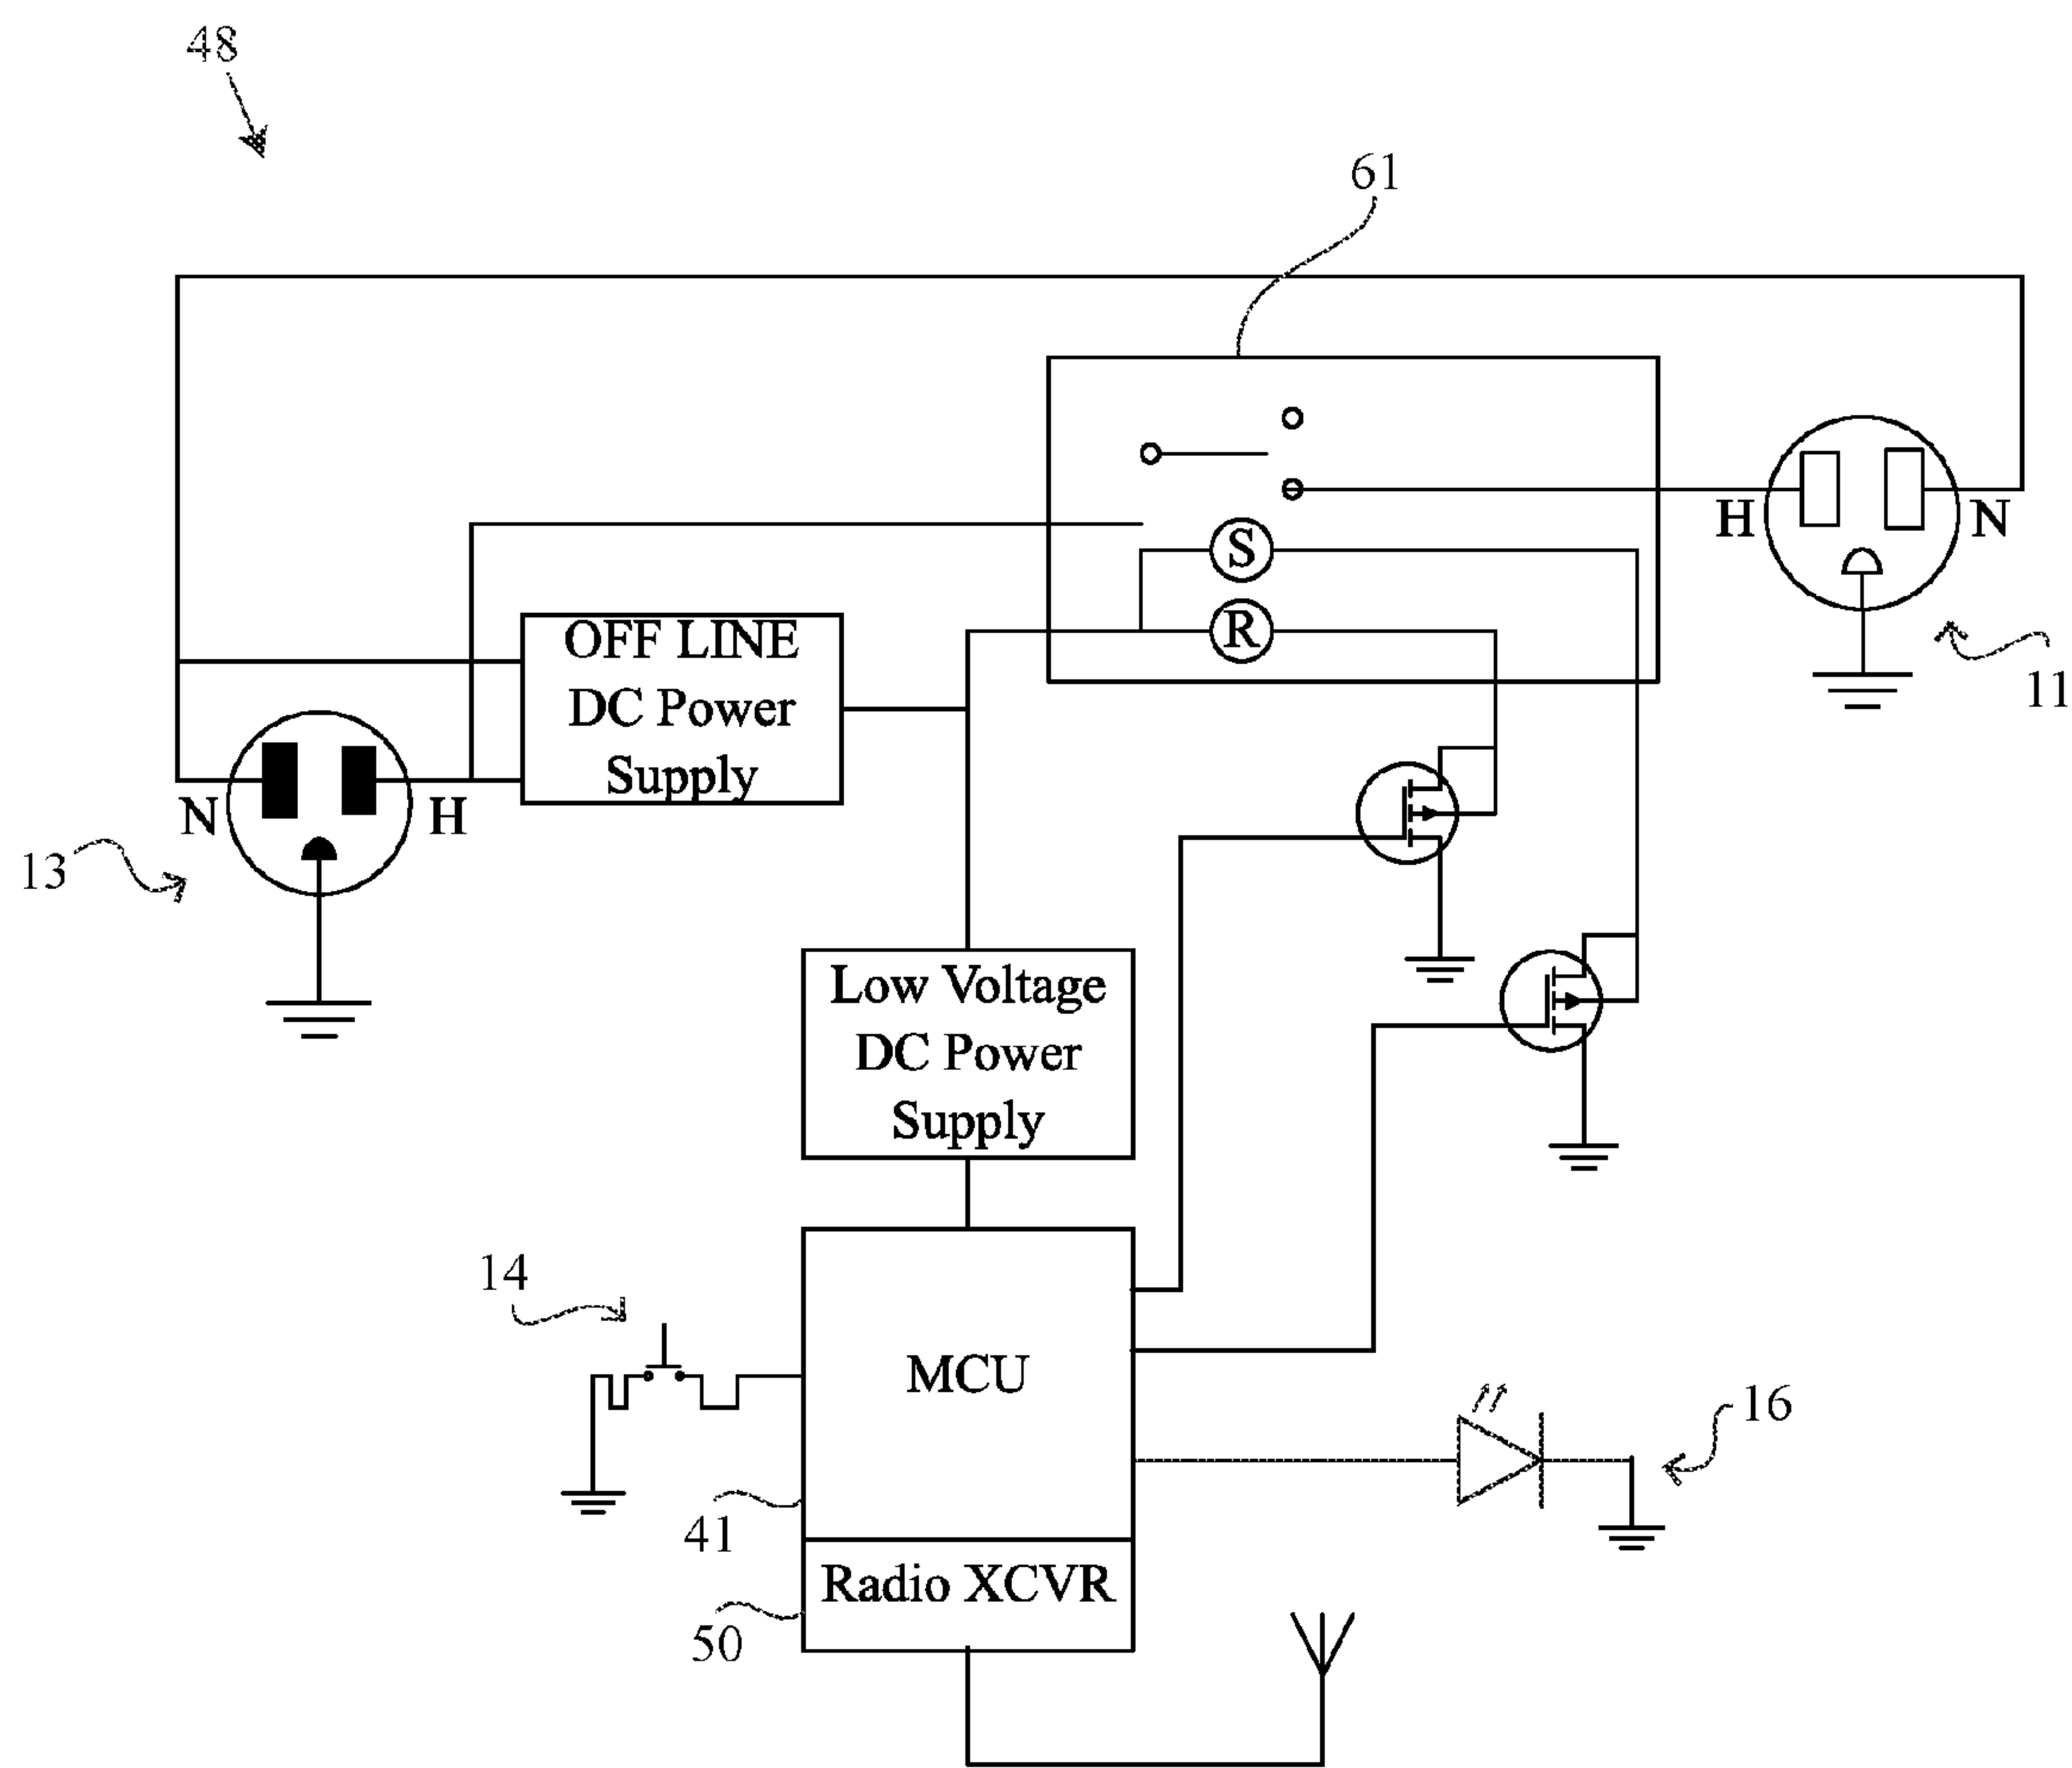 48
61
S
H
N
OFF LINE
R
DC Power
11
Supply
N
H
13
Low Voltage
DC Power
Supply
14
MCU
16
41
Radio XCVR
50